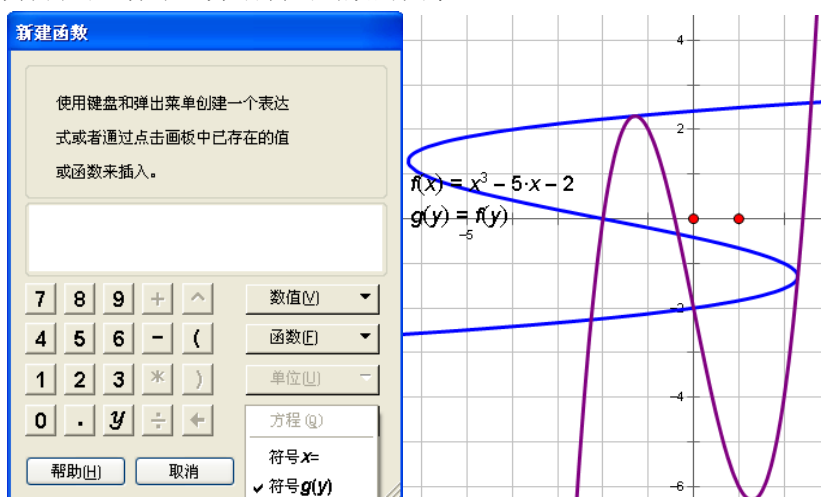 新建函数
使用键盘和弹出菜单创建一个表达
式或者通过点击画板中已存在的值
或函数来插入。
7 8 9 + ^ 数值(V)
4 5 6 - ( 函数(F)
1 2 3 * ) 单位(U)
0 . y ÷ ← 方程(Q)
符号x=
帮助(H) 取消 ✓ 符号g(y)
4
2
f(x) = x³ – 5·x – 2
g(y) = f(y)
-5
-2
-4
-6